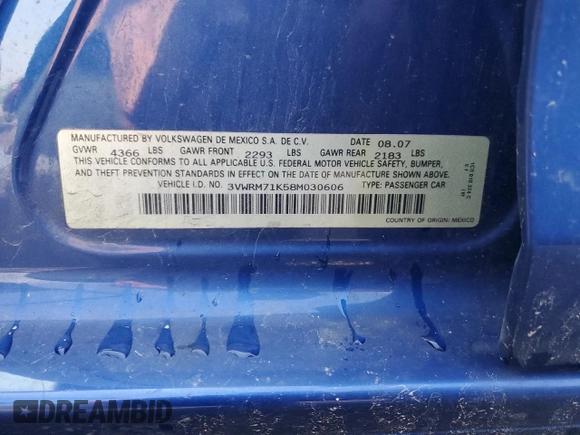 MANUFACTURED BY VOLKSWAGEN DE MEXICO S.A. DE C.V. DATE 08.07
GVWR 4366 LBS GAWR FRONT 2293 LBS GAWR REAR 2183 LBS
THIS VEHICLE CONFORMS TO ALL APPLICABLE U.S. FEDERAL MOTOR VEHICLE SAFETY, BUMPER,
AND THEFT PREVENTION STANDARDS IN EFFECT ON THE DATE OF MANUFACTURE SHOWN ABOVE.
VEHICLE I.D. NO. 3VWRM71K58M030606 TYPE: PASSENGER CAR
COUNTRY OF ORIGIN: MEXICO
DREAMBID